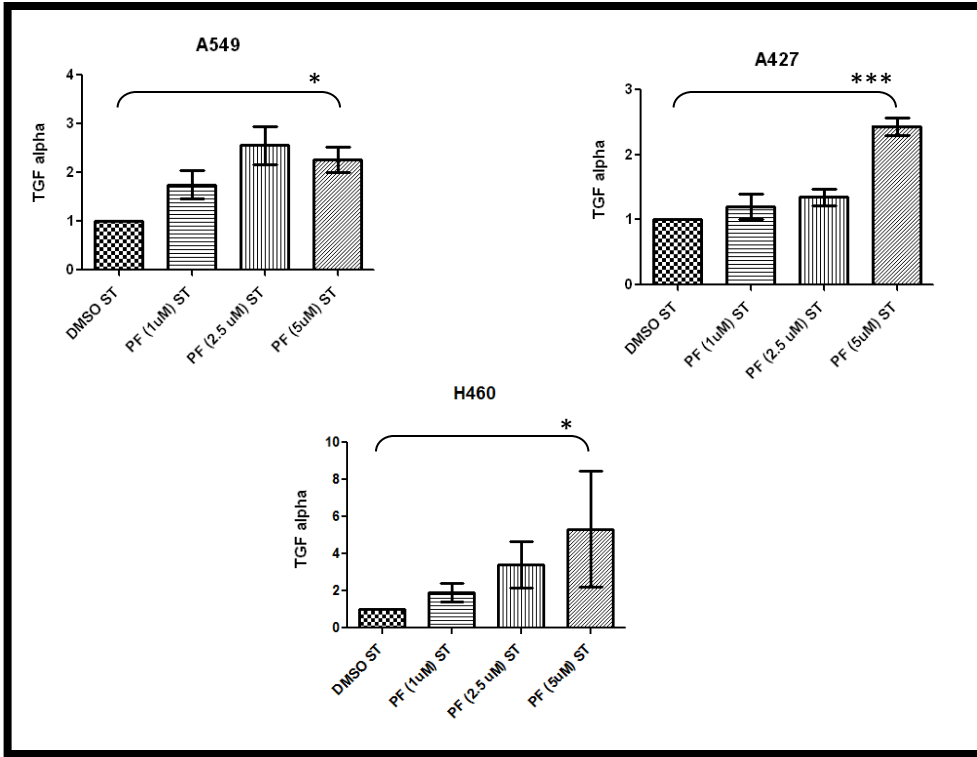 A549
*
TGF alpha
4
3
2
1
0
DMSO ST
PF (1uM) ST
PF (2.5 uM) ST
PF (5uM) ST
A427
***
TGF alpha
3
2
1
0
DMSO ST
PF (1uM) ST
PF (2.5 uM) ST
PF (5uM) ST
H460
*
TGF alpha
10
8
6
4
2
0
DMSO ST
PF (1uM) ST
PF (2.5 uM) ST
PF (5uM) ST